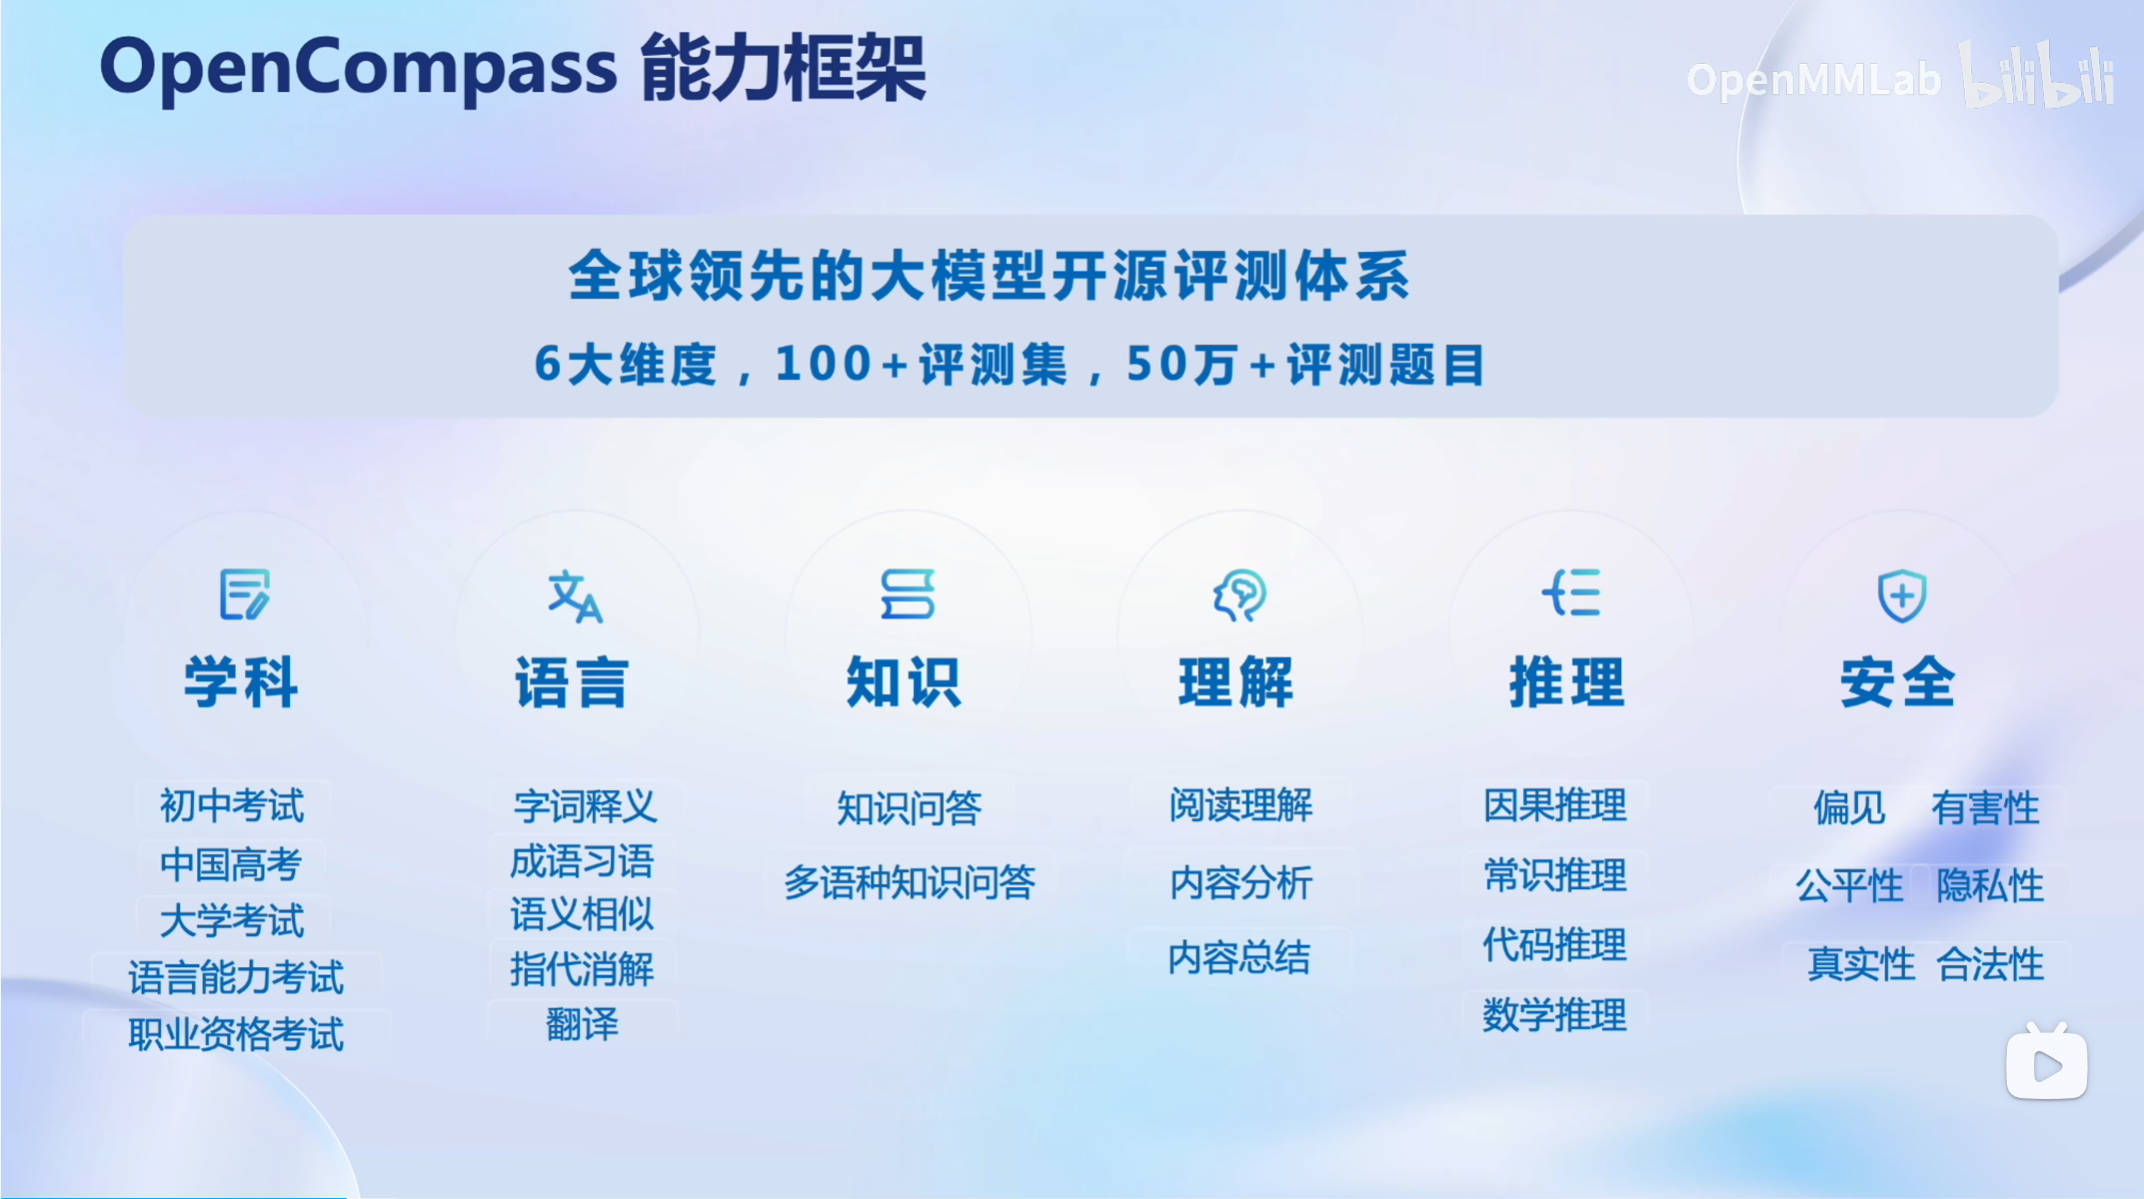 OpenCompass 能力框架
OpenMMLab bilibili
全球领先的大模型开源评测体系
6大维度，100+评测集，50万+评测题目
学科
初中考试
中国高考
大学考试
语言能力考试
职业资格考试
语言
字词释义
成语习语
语义相似
指代消解
翻译
知识
知识问答
多语种知识问答
理解
阅读理解
内容分析
内容总结
推理
因果推理
常识推理
代码推理
数学推理
安全
偏见 有害性
公平性 隐私性
真实性 合法性